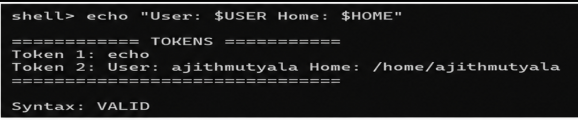 shell> echo "User: $USER Home: $HOME"
============ TOKENS ===========
Token 1: echo
Token 2: User: ajithmutyala Home: /home/ajithmutyala
===============================
Syntax: VALID